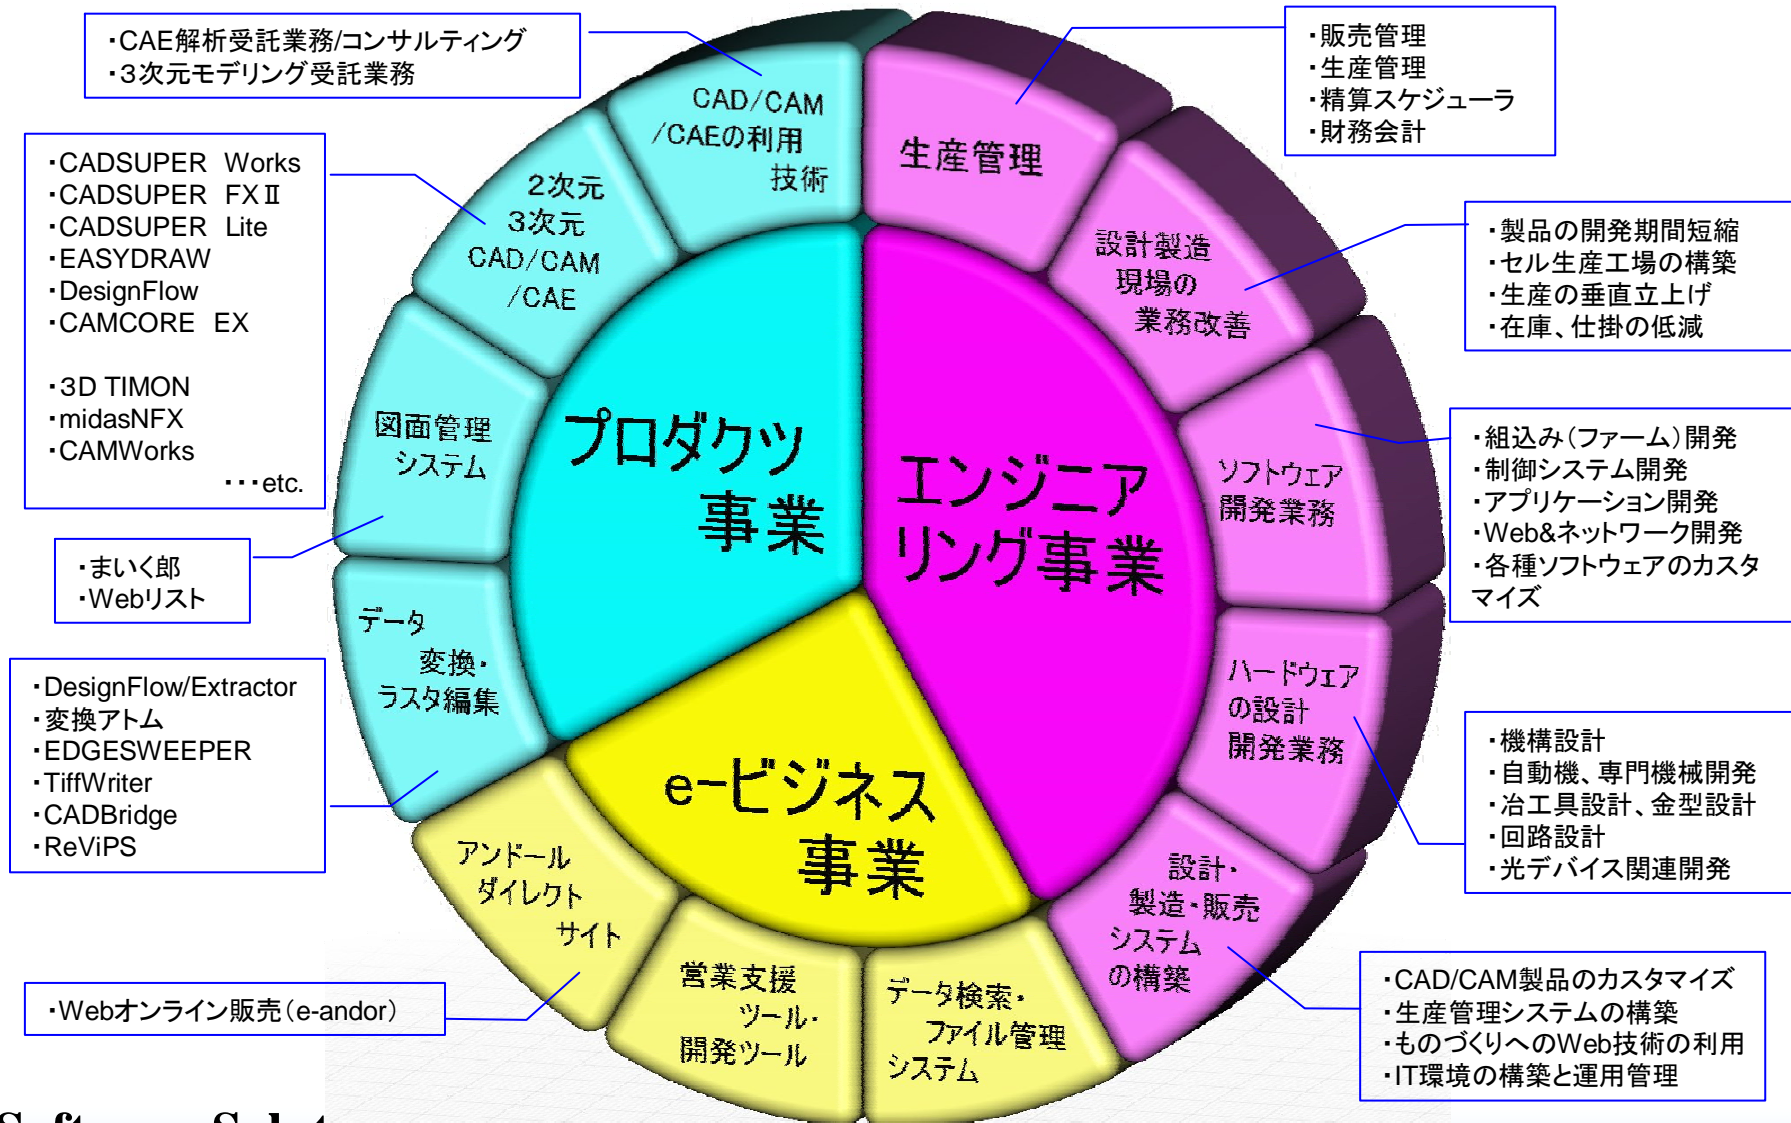 ・CAE解析受託業務/コンサルティング
・3次元モデリング受託業務
・CADSUPER Works
・CADSUPER FXⅡ
・CADSUPER Lite
・EASYDRAW
・DesignFlow
・CAMCORE EX
・3D TIMON
・midasNFX
・CAMWorks
・・・etc.
・まいく郎
・Webリスト
・DesignFlow/Extractor
・変換アトム
・EDGESWEEPER
・TiffWriter
・CADBridge
・ReViPS
・Webオンライン販売(e-andor)
CAD/CAM
/CAEの利用
技術
2次元
3次元
CAD/CAM
/CAE
図面管理
システム
データ
変換・
ラスタ編集
プロダクツ
事業
エンジニア
リング事業
e-ビジネス
事業
アンドール
ダイレクト
サイト
営業支援
ツール・
開発ツール
データ検索・
ファイル管理
システム
生産管理
設計製造
現場の
業務改善
ソフトウェア
開発業務
ハードウェア
の設計
開発業務
設計・
製造・販売
システム
の構築
・販売管理
・生産管理
・精算スケジューラ
・財務会計
・製品の開発期間短縮
・セル生産工場の構築
・生産の垂直立上げ
・在庫、仕掛の低減
・組込み(ファーム)開発
・制御システム開発
・アプリケーション開発
・Web&ネットワーク開発
・各種ソフトウェアのカスタ
マイズ
・機構設計
・自動機、専門機械開発
・冶工具設計、金型設計
・回路設計
・光デバイス関連開発
・CAD/CAM製品のカスタマイズ
・生産管理システムの構築
・ものづくりへのWeb技術の利用
・IT環境の構築と運用管理